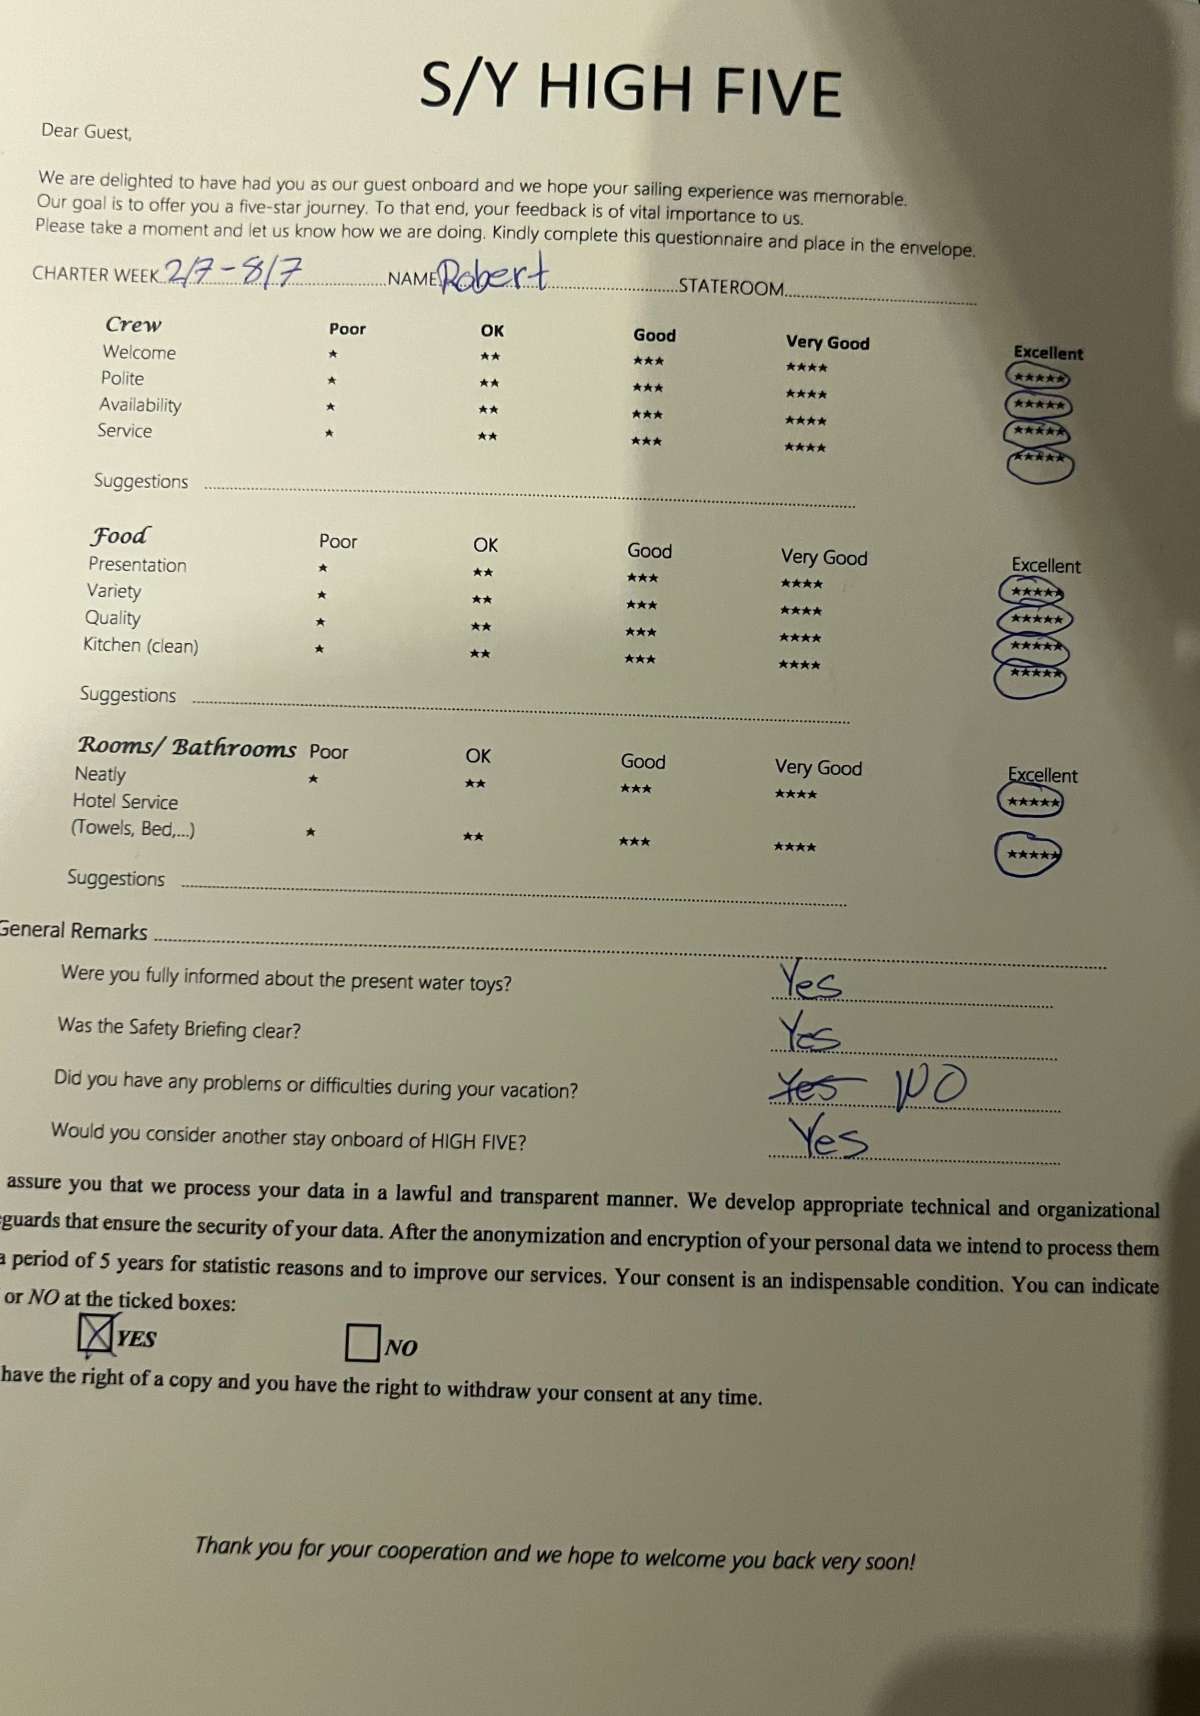 S/Y HIGH FIVE
Dear Guest,
We are delighted to have had you as our guest onboard and we hope your sailing experience was memorable.
Our goal is to offer you a five-star journey. To that end, your feedback is of vital importance to us.
Please take a moment and let us know how we are doing. Kindly complete this questionnaire and place in the envelope.
CHARTER WEEK 2/7-8/7 NAME Robert STATEROOM
Crew Poor OK Good Very Good Excellent
Welcome ★ ★★ ★★★ ★★★★ ★★★★★
Polite ★ ★★ ★★★ ★★★★ ★★★★★
Availability ★ ★★ ★★★ ★★★★ ★★★★★
Service ★ ★★ ★★★ ★★★★ ★★★★★
Suggestions
Food Poor OK Good Very Good Excellent
Presentation ★ ★★ ★★★ ★★★★ ★★★★★
Variety ★ ★★ ★★★ ★★★★ ★★★★★
Quality ★ ★★ ★★★ ★★★★ ★★★★★
Kitchen (clean) ★ ★★ ★★★ ★★★★ ★★★★★
Suggestions
Rooms/ Bathrooms Poor OK Good Very Good Excellent
Neatly ★ ★★ ★★★ ★★★★ ★★★★★
Hotel Service
(Towels, Bed,...) ★ ★★ ★★★ ★★★★ ★★★★★
Suggestions
General Remarks
Were you fully informed about the present water toys? Yes
Was the Safety Briefing clear? Yes
Did you have any problems or difficulties during your vacation? Yes NO
Would you consider another stay onboard of HIGH FIVE? Yes
assure you that we process your data in a lawful and transparent manner. We develop appropriate technical and organizational
guards that ensure the security of your data. After the anonymization and encryption of your personal data we intend to process them
a period of 5 years for statistic reasons and to improve our services. Your consent is an indispensable condition. You can indicate
or NO at the ticked boxes:
YES NO
have the right of a copy and you have the right to withdraw your consent at any time.
Thank you for your cooperation and we hope to welcome you back very soon!